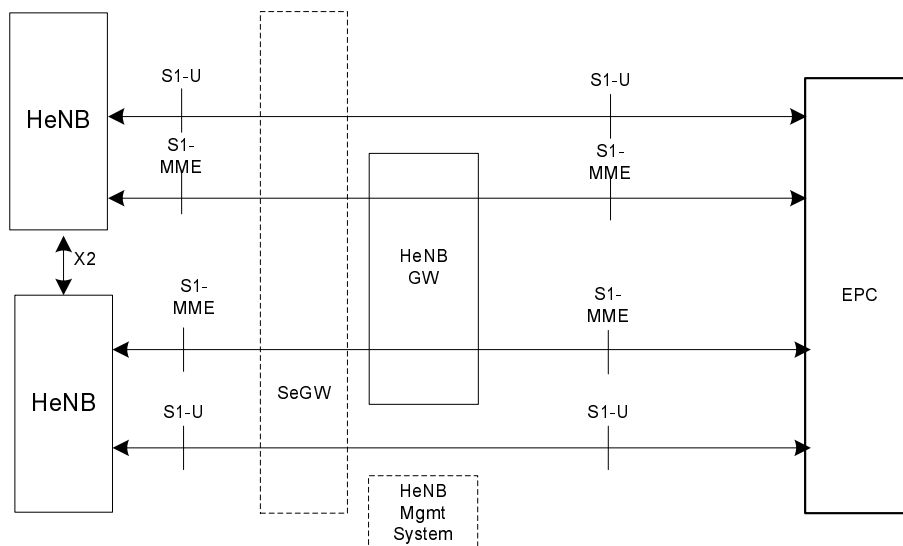 S1-U
S1-U
HeNB
S1-
MME
S1-
MME
HeNB
GW
X2
S1-
MME
S1-
MME
EPC
SeGW
HeNB
S1-U
S1-U
HeNB
Mgmt
System